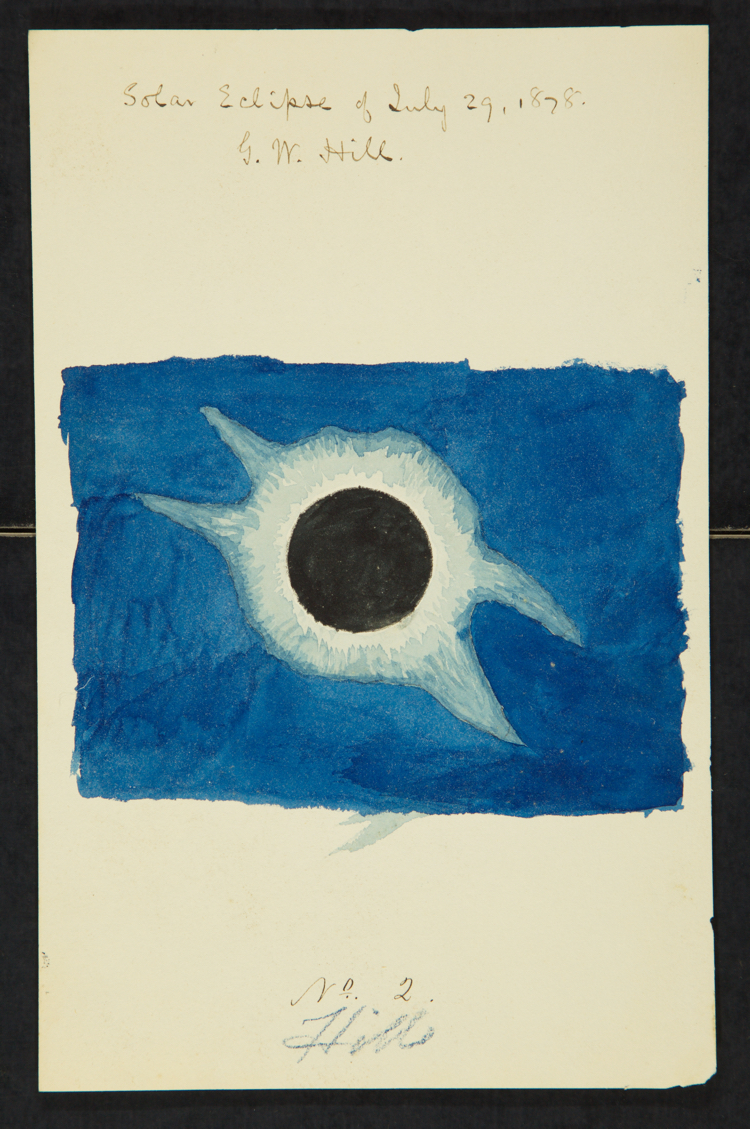 Solar Eclipse of July 29, 1878.
G. W. Hill.
No. 2.
Hill